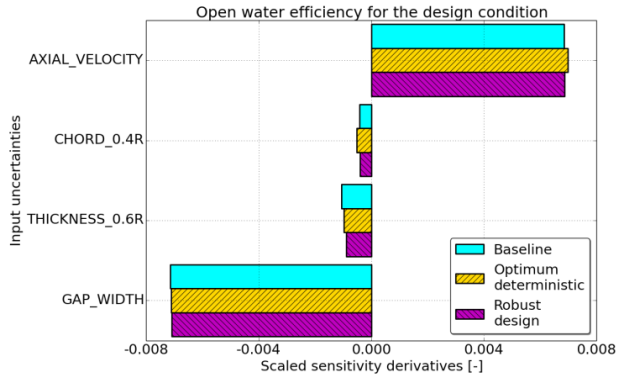 Open water efficiency for the design condition
Input uncertainties
AXIAL_VELOCITY
CHORD_0.4R
THICKNESS_0.6R
GAP_WIDTH
Baseline
Optimum
deterministic
Robust
design
-0.008 -0.004 0.000 0.004 0.008
Scaled sensitivity derivatives [-]